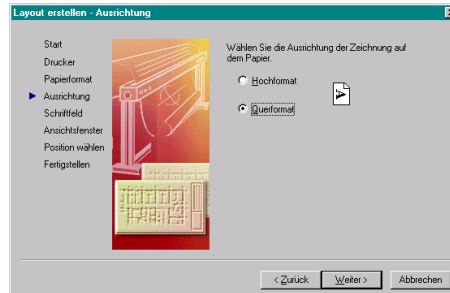 Layout erstellen - Ausrichtung
Start
Drucker
Papierformat
Ausrichtung
Schriftfeld
Ansichtsfenster
Position wählen
Fertigstellen
Wählen Sie die Ausrichtung der Zeichnung auf
dem Papier.
Hochformat
Querformat
A
< Zurück
Weiter >
Abbrechen